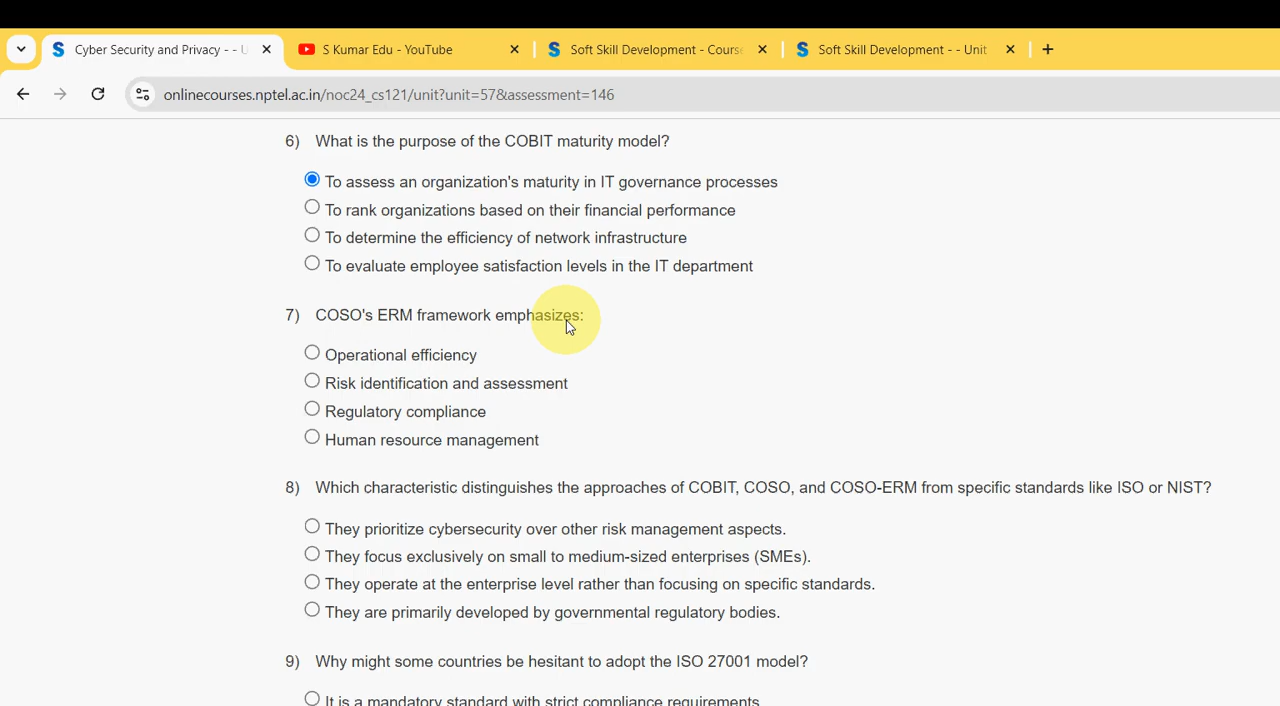 Cyber Security and Privacy - - U
S Kumar Edu - YouTube
Soft Skill Development - Course
Soft Skill Development - - Unit
onlinecourses.nptel.ac.in/noc24_cs121/unit?unit=57&assessment=146
6) What is the purpose of the COBIT maturity model?
To assess an organization's maturity in IT governance processes
To rank organizations based on their financial performance
To determine the efficiency of network infrastructure
To evaluate employee satisfaction levels in the IT department
7) COSO's ERM framework emphasizes:
Operational efficiency
Risk identification and assessment
Regulatory compliance
Human resource management
8) Which characteristic distinguishes the approaches of COBIT, COSO, and COSO-ERM from specific standards like ISO or NIST?
They prioritize cybersecurity over other risk management aspects.
They focus exclusively on small to medium-sized enterprises (SMEs).
They operate at the enterprise level rather than focusing on specific standards.
They are primarily developed by governmental regulatory bodies.
9) Why might some countries be hesitant to adopt the ISO 27001 model?
It is a mandatory standard with strict compliance requirements